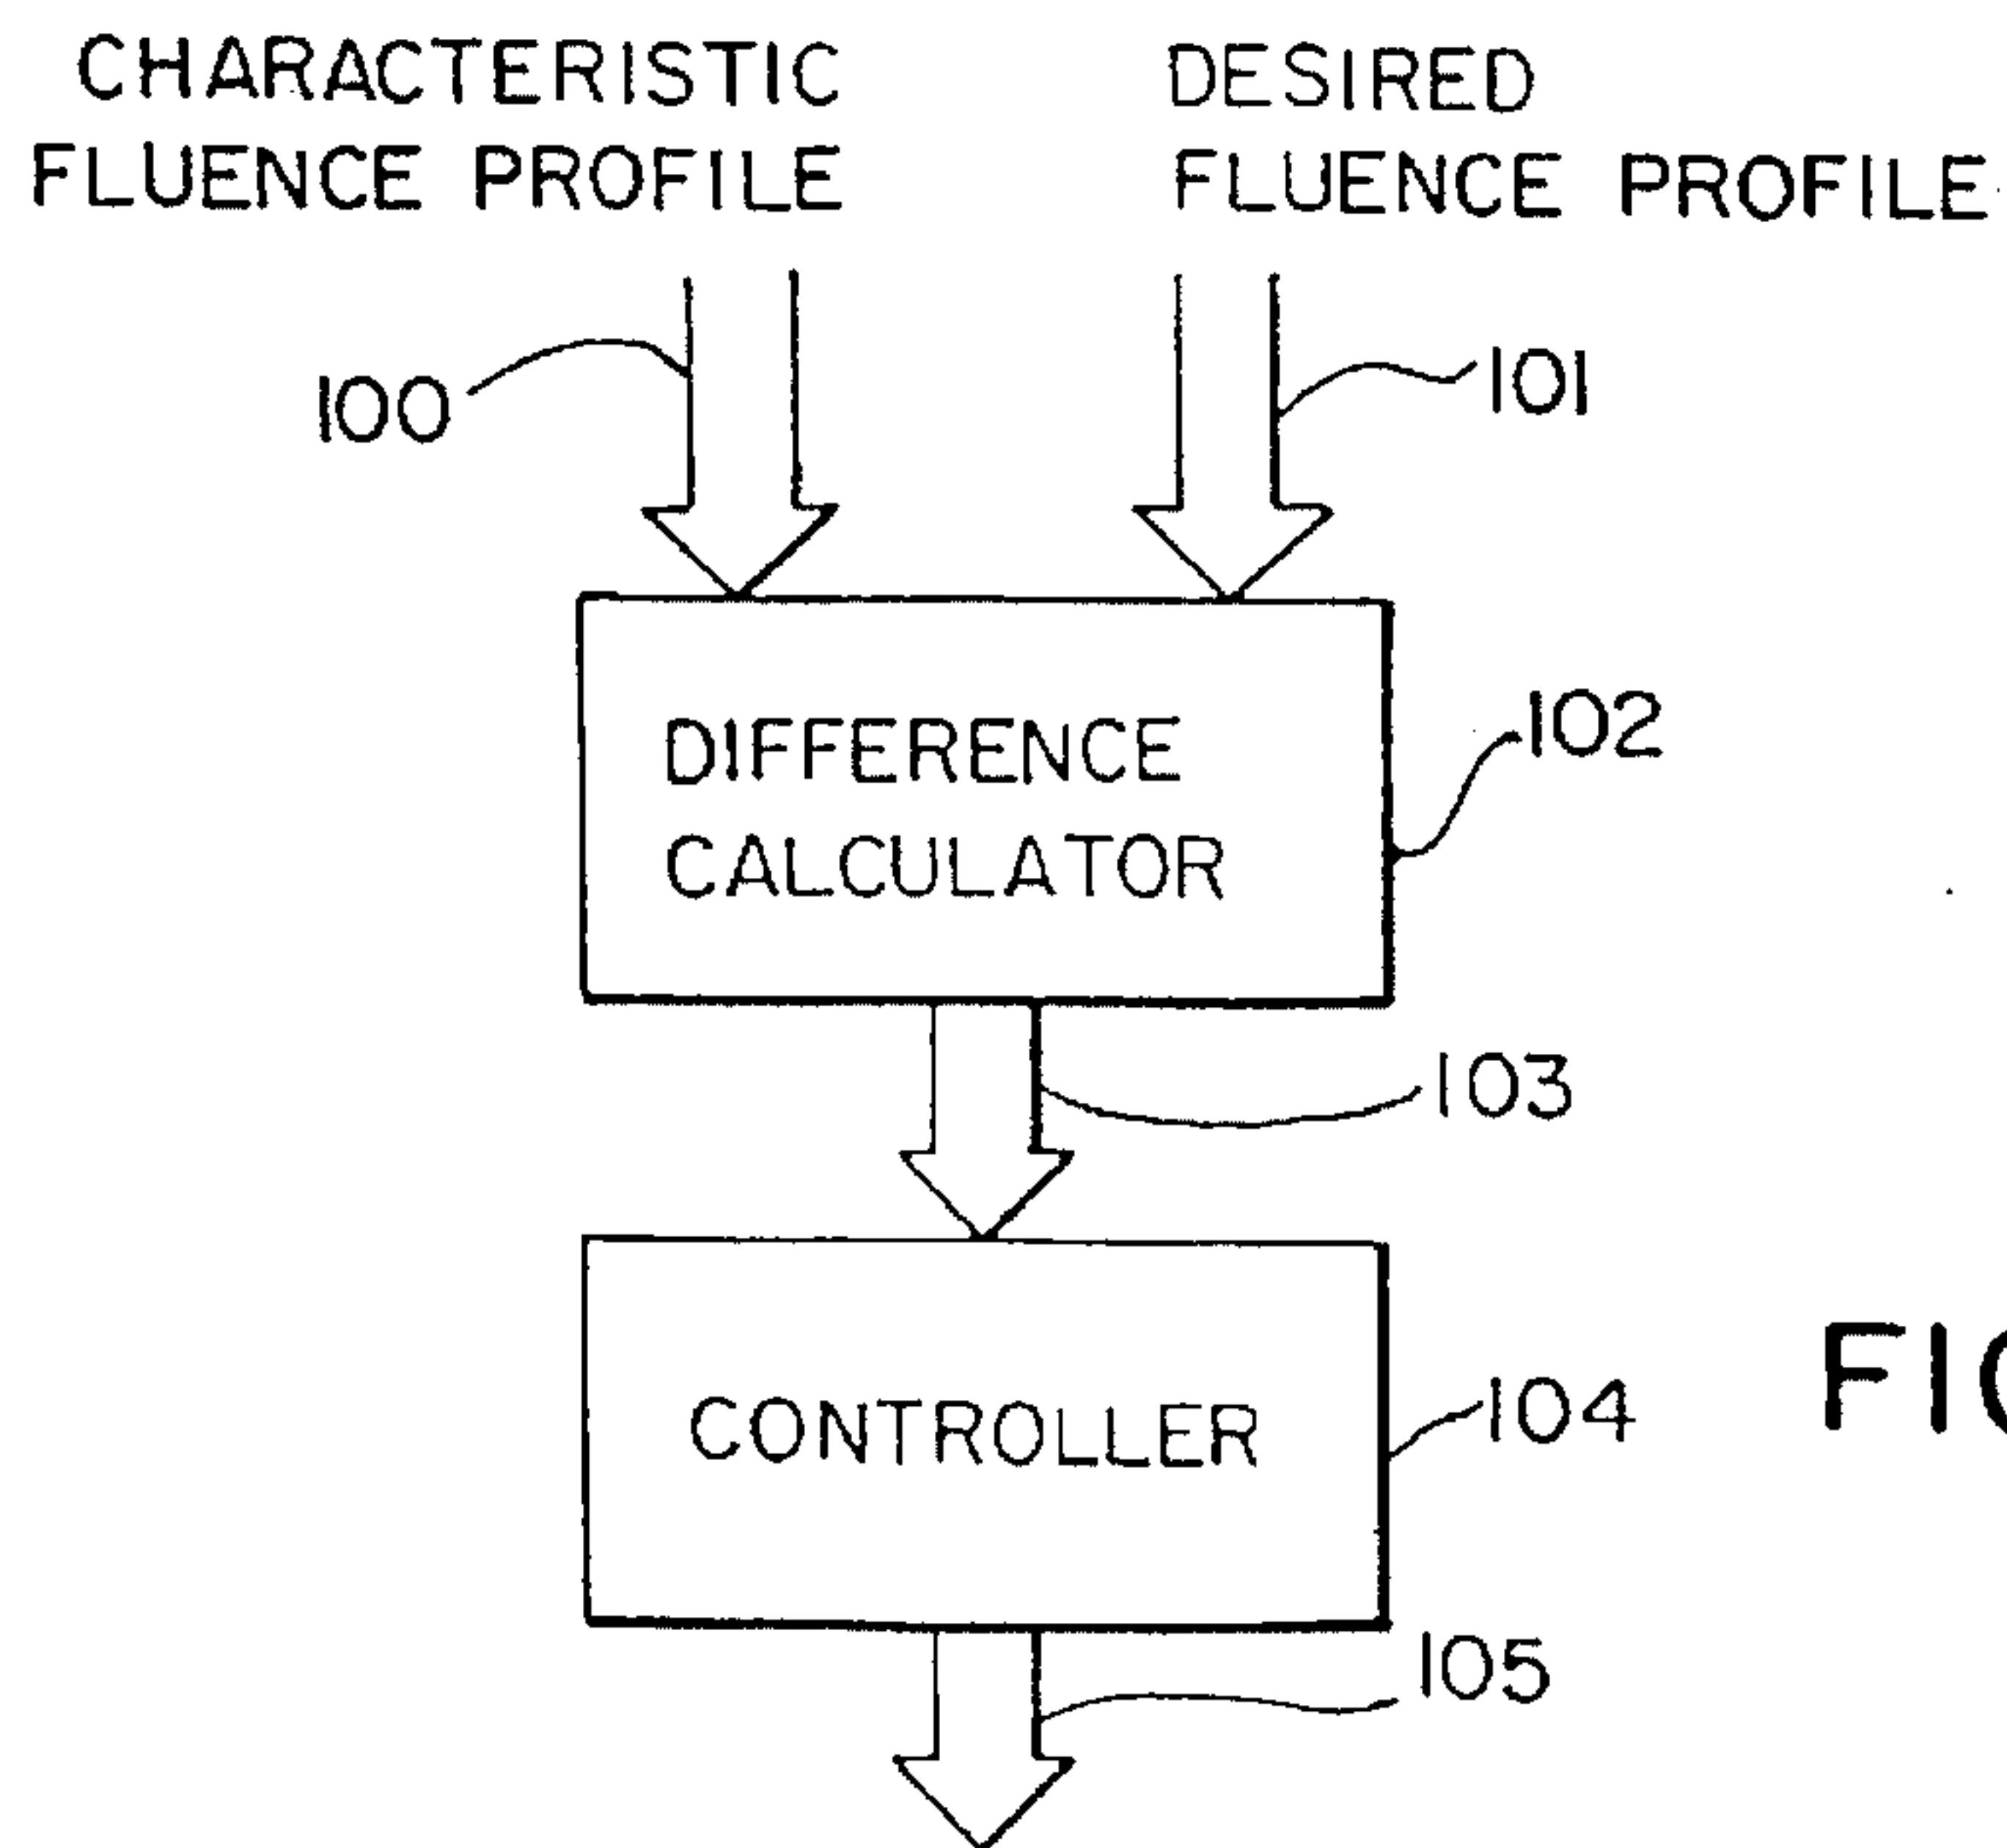 CHARACTERISTIC
FLUENCE PROFILE
DESIRED
FLUENCE PROFILE
100
101
DIFFERENCE
CALCULATOR
102
103
CONTROLLER
104
105